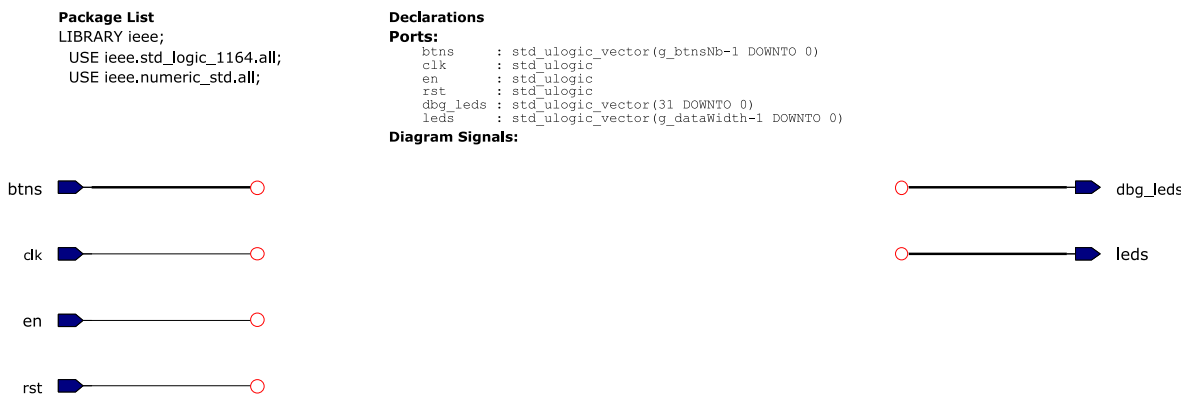 Package List
LIBRARY ieee;
USE ieee.std_logic_1164.all;
USE ieee.numeric_std.all;
Declarations
Ports:
btns : std_ulogic_vector(g_btnsNb-1 DOWNTO 0)
clk : std_ulogic
en : std_ulogic
rst : std_ulogic
dbg_leds : std_ulogic_vector(31 DOWNTO 0)
leds : std_ulogic_vector(g_dataWidth-1 DOWNTO 0)
Diagram Signals:
btns
dbg_leds
clk
leds
en
rst